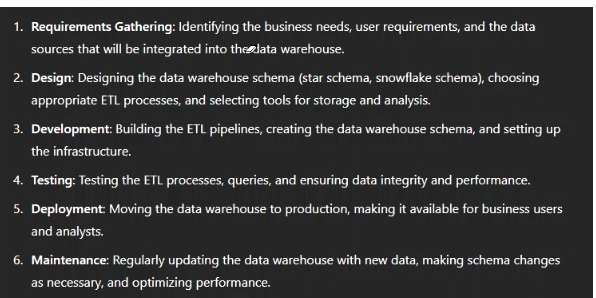 1. Requirements Gathering: Identifying the business needs, user requirements, and the data
sources that will be integrated into the data warehouse.
2. Design: Designing the data warehouse schema (star schema, snowflake schema), choosing
appropriate ETL processes, and selecting tools for storage and analysis.
3. Development: Building the ETL pipelines, creating the data warehouse schema, and setting up
the infrastructure.
4. Testing: Testing the ETL processes, queries, and ensuring data integrity and performance.
5. Deployment: Moving the data warehouse to production, making it available for business users
and analysts.
6. Maintenance: Regularly updating the data warehouse with new data, making schema changes
as necessary, and optimizing performance.